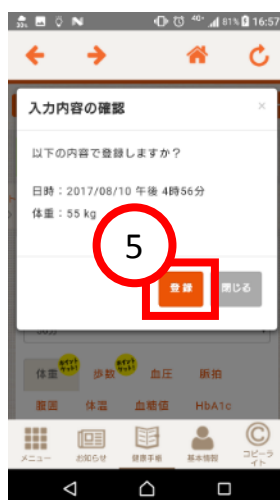 81% 16:57
入力内容の確認 ×
以下の内容で登録しますか？
日時：2017/08/10 午後 4時56分
体重：55 kg
5
登録 閉じる
体重 歩数 血圧 脈拍
腹囲 体温 血糖値 HbA1c
メニュー お知らせ 健康手帳 基本情報 コピーライト